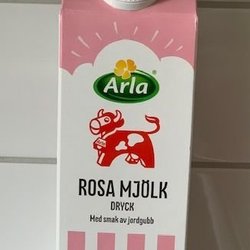 Arla
ROSA MJÖLK
DRYCK
Med smak av jordgubb